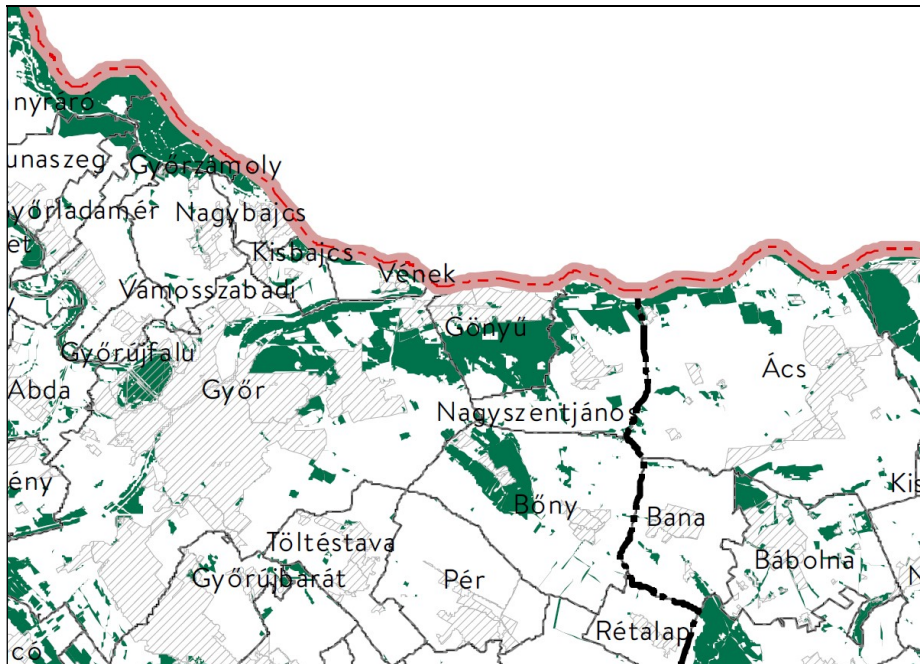 nyráró
Győrzámoly
unaszeg
yőrladamér
Nagybajcs
Kisbajcs
Vének
Vámosszabadi
Gönyű
Győrújfalu
Ács
Abda
Győr
Nagyszentjános
ény
Kis
Bőny
Bana
Töltéstava
Bábolna
Győrújbarát
Pér
Rétalap
co